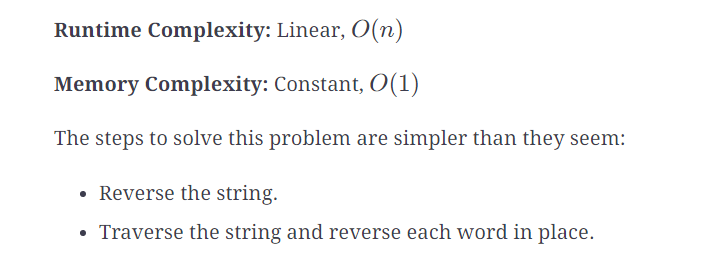 Runtime Complexity: Linear, O(n)
Memory Complexity: Constant, O(1)
The steps to solve this problem are simpler than they seem:
• Reverse the string.
• Traverse the string and reverse each word in place.